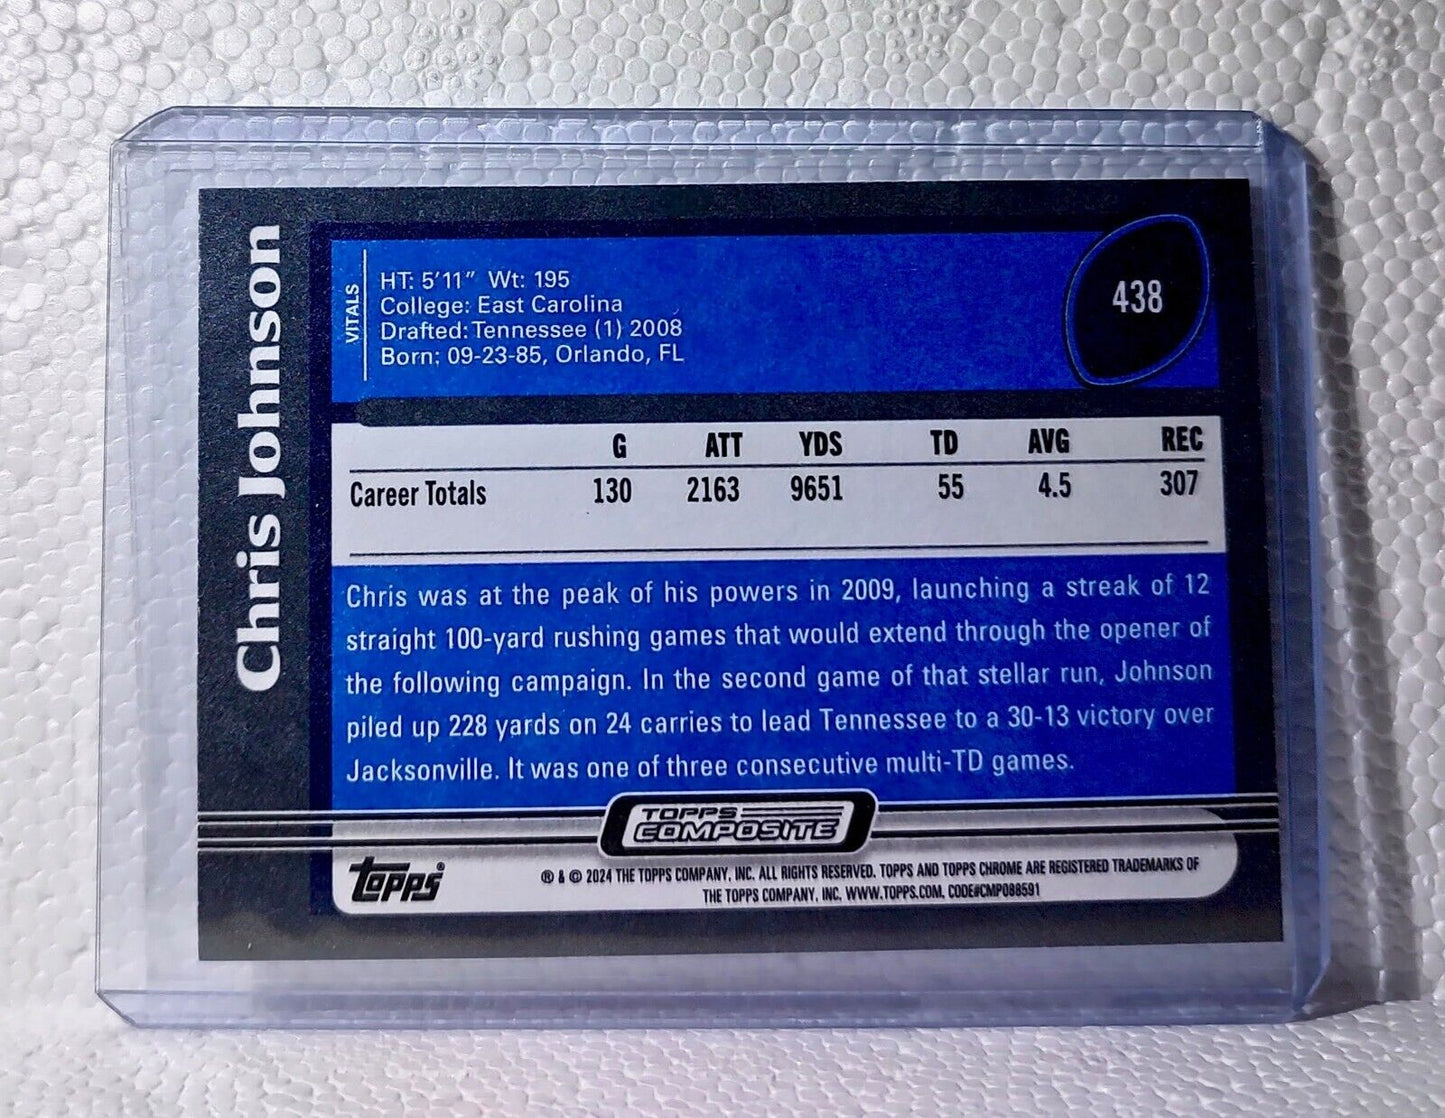 Chris Johnson
VITALS
HT: 5'11" Wt: 195
College: East Carolina
Drafted: Tennessee (1) 2008
Born: 09-23-85, Orlando, FL
438
G ATT YDS TD AVG REC
Career Totals 130 2163 9651 55 4.5 307
Chris was at the peak of his powers in 2009, launching a streak of 12
straight 100-yard rushing games that would extend through the opener of
the following campaign. In the second game of that stellar run, Johnson
piled up 228 yards on 24 carries to lead Tennessee to a 30-13 victory over
Jacksonville. It was one of three consecutive multi-TD games.
TOPPS
COMPOSITE
Topps®
® & © 2024 THE TOPPS COMPANY, INC. ALL RIGHTS RESERVED. TOPPS AND TOPPS CHROME ARE REGISTERED TRADEMARKS OF
THE TOPPS COMPANY, INC. WWW.TOPPS.COM, CODE#CMP088591